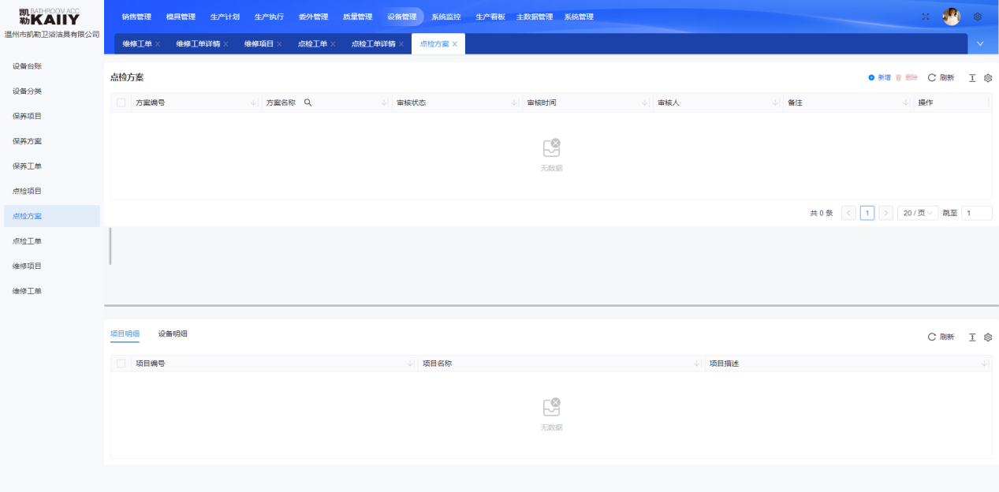 凯勒 BATHROOV ACC. KAIIY
温州市凯勒卫浴洁具有限公司
销售管理 模具管理 生产计划 生产执行 委外管理 质量管理 设备管理 系统监控 生产看板 主数据管理 系统管理
维修工单 维修工单详情 维修项目 点检工单 点检工单详情 点检方案
设备台账
设备分类
保养项目
保养方案
保养工单
点检项目
点检方案
点检工单
维修项目
维修工单
点检方案 新增 删除 刷新
方案编号 方案名称 审核状态 审核时间 审核人 备注 操作
无数据
共 0 条 1 20 / 页 跳至 1
项目明细 设备明细 刷新
项目编号 项目名称 项目描述
无数据